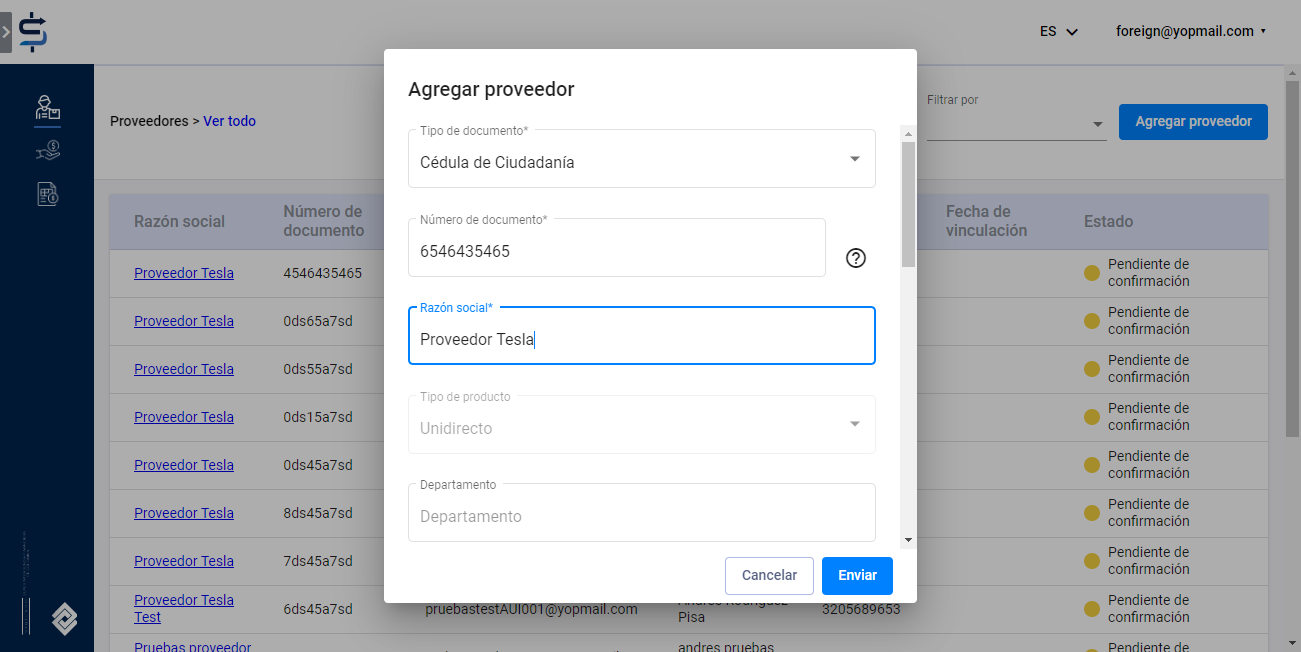 ES
foreign@yopmail.com
Agregar proveedor
Proveedores > Ver todo
Filtrar por
Agregar proveedor
Tipo de documento*
Cédula de Ciudadanía
Número de documento*
6546435465
Razón social*
Proveedor Tesla
Tipo de producto
Unidirecto
Departamento
Departamento
Cancelar
Enviar
Razón social
Número de
documento
Fecha de
vinculación
Estado
Proveedor Tesla
4546435465
Pendiente de
confirmación
Proveedor Tesla
0ds65a7sd
Pendiente de
confirmación
Proveedor Tesla
0ds55a7sd
Pendiente de
confirmación
Proveedor Tesla
0ds15a7sd
Pendiente de
confirmación
Proveedor Tesla
0ds45a7sd
Pendiente de
confirmación
Proveedor Tesla
8ds45a7sd
Pendiente de
confirmación
Proveedor Tesla
7ds45a7sd
Pendiente de
confirmación
Proveedor Tesla
Test
6ds45a7sd
pruebastestAUI001@yopmail.com
Andres Rodriguez
Pisa
3205689653
Pendiente de
confirmación
Pruebas proveedor
andres pruebas
Pendiente de